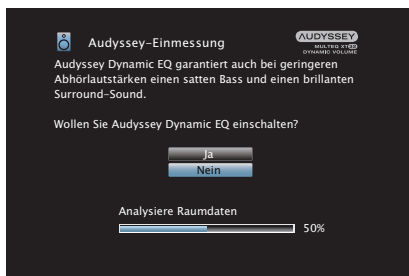 Audyssey-Einmessung
AUDYSSEY
MULTEQ XT32
DYNAMIC VOLUME
Audyssey Dynamic EQ garantiert auch bei geringeren
Abhörlautstärken einen satten Bass und einen brillanten
Surround-Sound.
Wollen Sie Audyssey Dynamic EQ einschalten?
Ja
Nein
Analysiere Raumdaten
50%